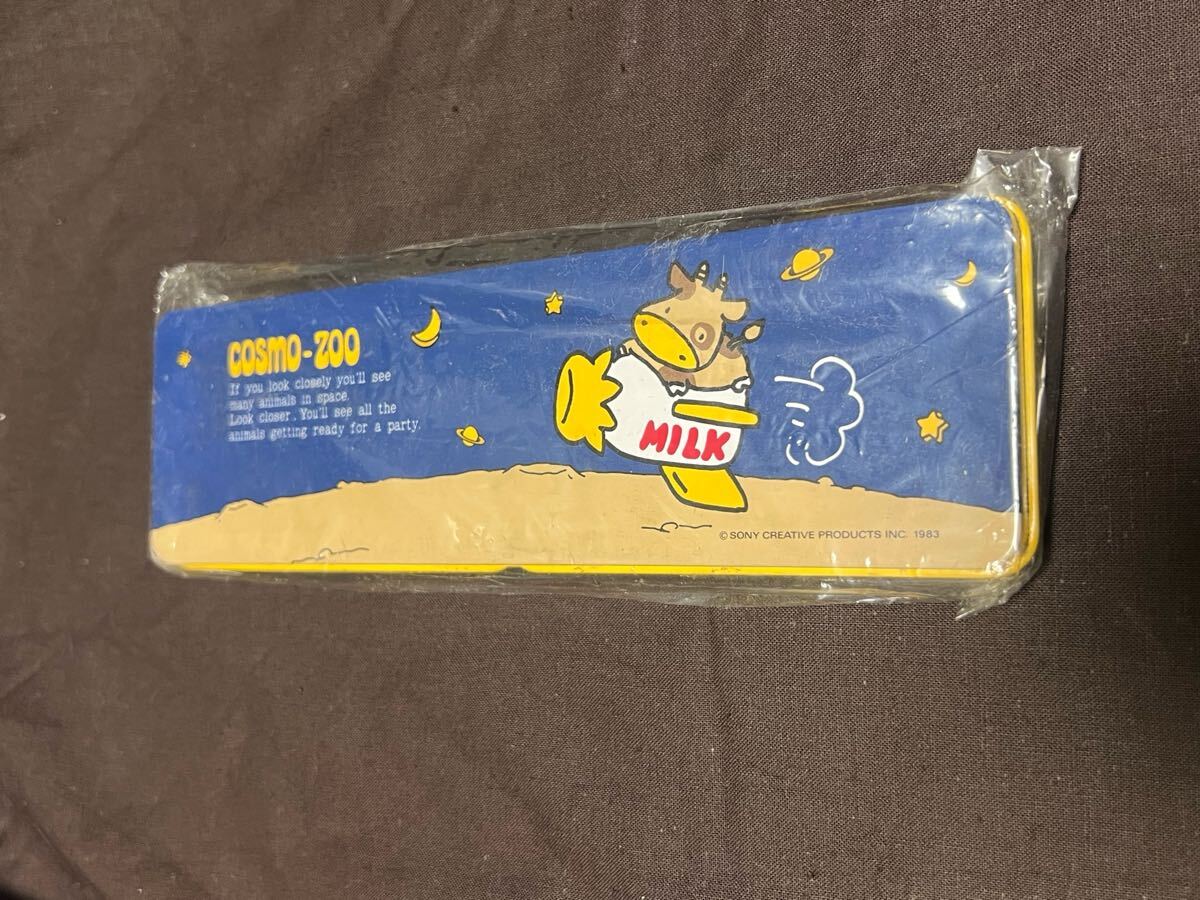 COSMO-ZOO
If you look closely you'll see
many animals in space.
Look closer. You'll see all the
animals getting ready for a party.
MILK
© SONY CREATIVE PRODUCTS INC. 1983